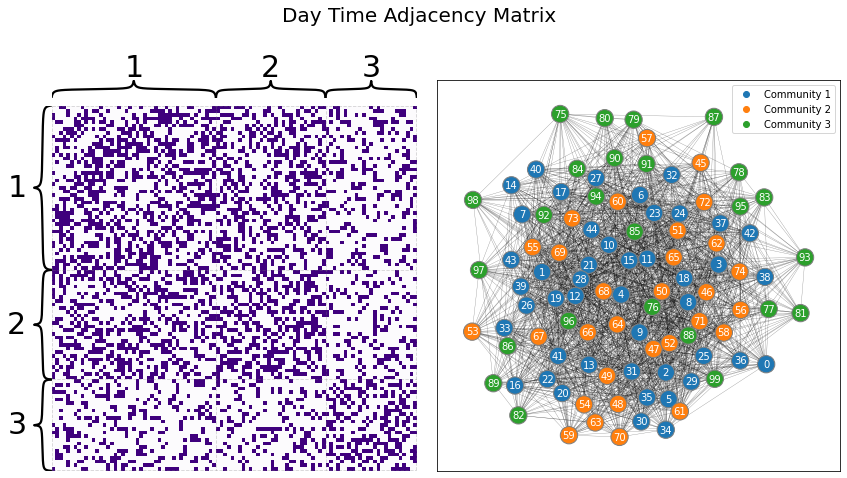 Day Time Adjacency Matrix
1 2 3
1
2
3
Community 1
Community 2
Community 3
75 80 79 87
57
90 91 45
84 27 32 78
40 14 17 94 60 6 72 95 83
98 7 92 73 44 23 24 37 42
85 51 62
55 69 10 65
43 1 21 15 11 3 93
97 28 18 74 38
39 26 19 12 68 4 50 46
76 8 56 77 81
53 33 96 66 64 9 71 58
67 88
86 41 47 52 25 36 0
13 31 2
89 16 22 49 29 99
20 35 5
82 54 48 61
63 30 34
59 70